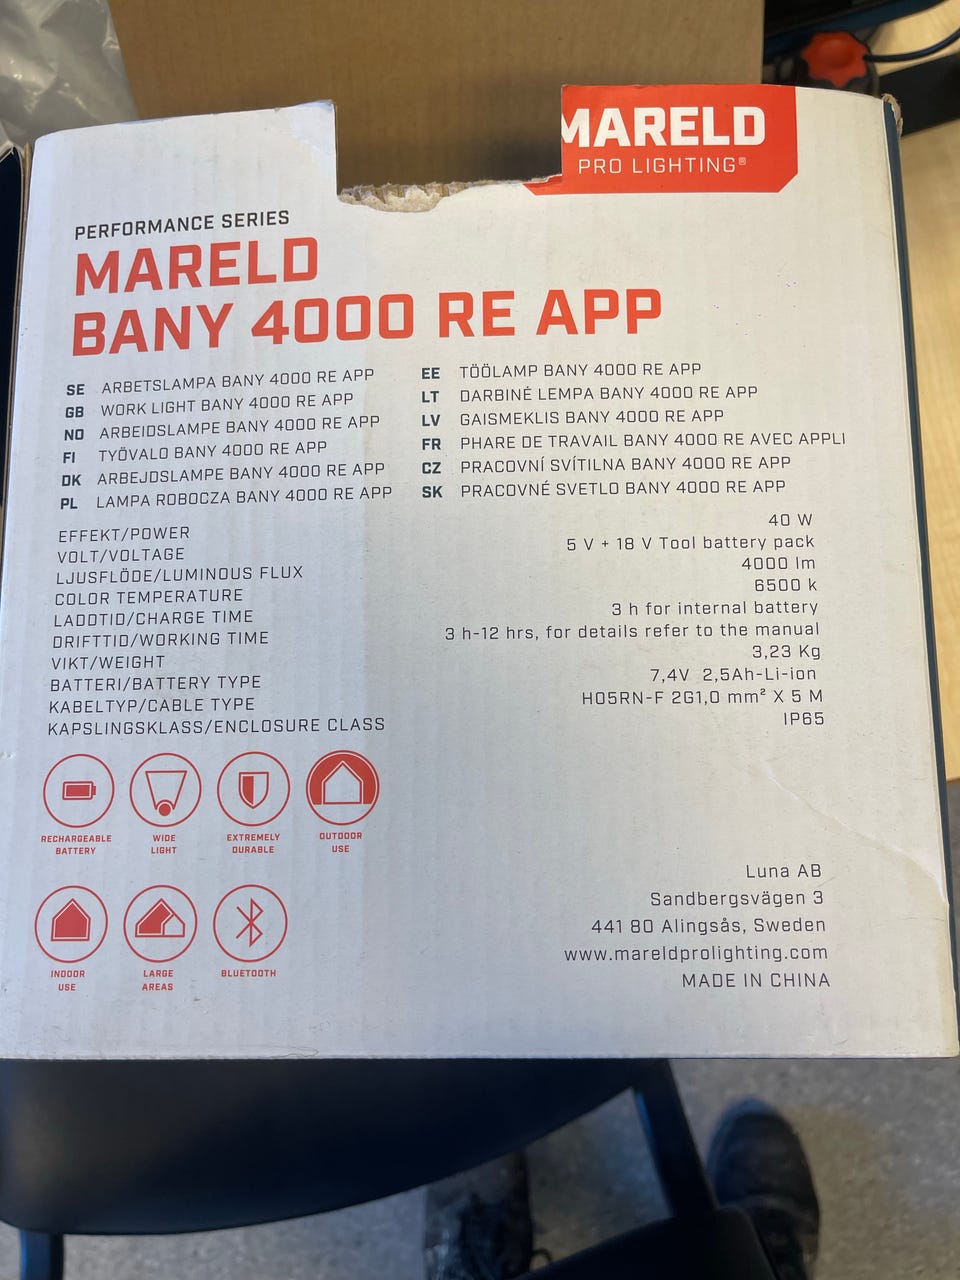 MARELD
PRO LIGHTING®
PERFORMANCE SERIES
MARELD
BANY 4000 RE APP
SE ARBETSLAMPA BANY 4000 RE APP
GB WORK LIGHT BANY 4000 RE APP
NO ARBEIDSLAMPE BANY 4000 RE APP
FI TYÖVALO BANY 4000 RE APP
DK ARBEJDSLAMPE BANY 4000 RE APP
PL LAMPA ROBOCZA BANY 4000 RE APP
EE TÖÖLAMP BANY 4000 RE APP
LT DARBINĖ LEMPA BANY 4000 RE APP
LV GAISMEKLIS BANY 4000 RE APP
FR PHARE DE TRAVAIL BANY 4000 RE AVEC APPLI
CZ PRACOVNÍ SVÍTILNA BANY 4000 RE APP
SK PRACOVNÉ SVETLO BANY 4000 RE APP
EFFEKT/POWER 40 W
VOLT/VOLTAGE 5 V + 18 V Tool battery pack
LJUSFLÖDE/LUMINOUS FLUX 4000 lm
COLOR TEMPERATURE 6500 k
LADDTID/CHARGE TIME 3 h for internal battery
DRIFTTID/WORKING TIME 3 h-12 hrs, for details refer to the manual
VIKT/WEIGHT 3,23 Kg
BATTERI/BATTERY TYPE 7,4V 2,5Ah-Li-ion
KABELTYP/CABLE TYPE H05RN-F 2G1,0 mm² X 5 M
KAPSLINGSKLASS/ENCLOSURE CLASS IP65
RECHARGEABLE
BATTERY
WIDE
LIGHT
EXTREMELY
DURABLE
OUTDOOR
USE
INDOOR
USE
LARGE
AREAS
BLUETOOTH
Luna AB
Sandbergsvägen 3
441 80 Alingsås, Sweden
www.mareldprolighting.com
MADE IN CHINA